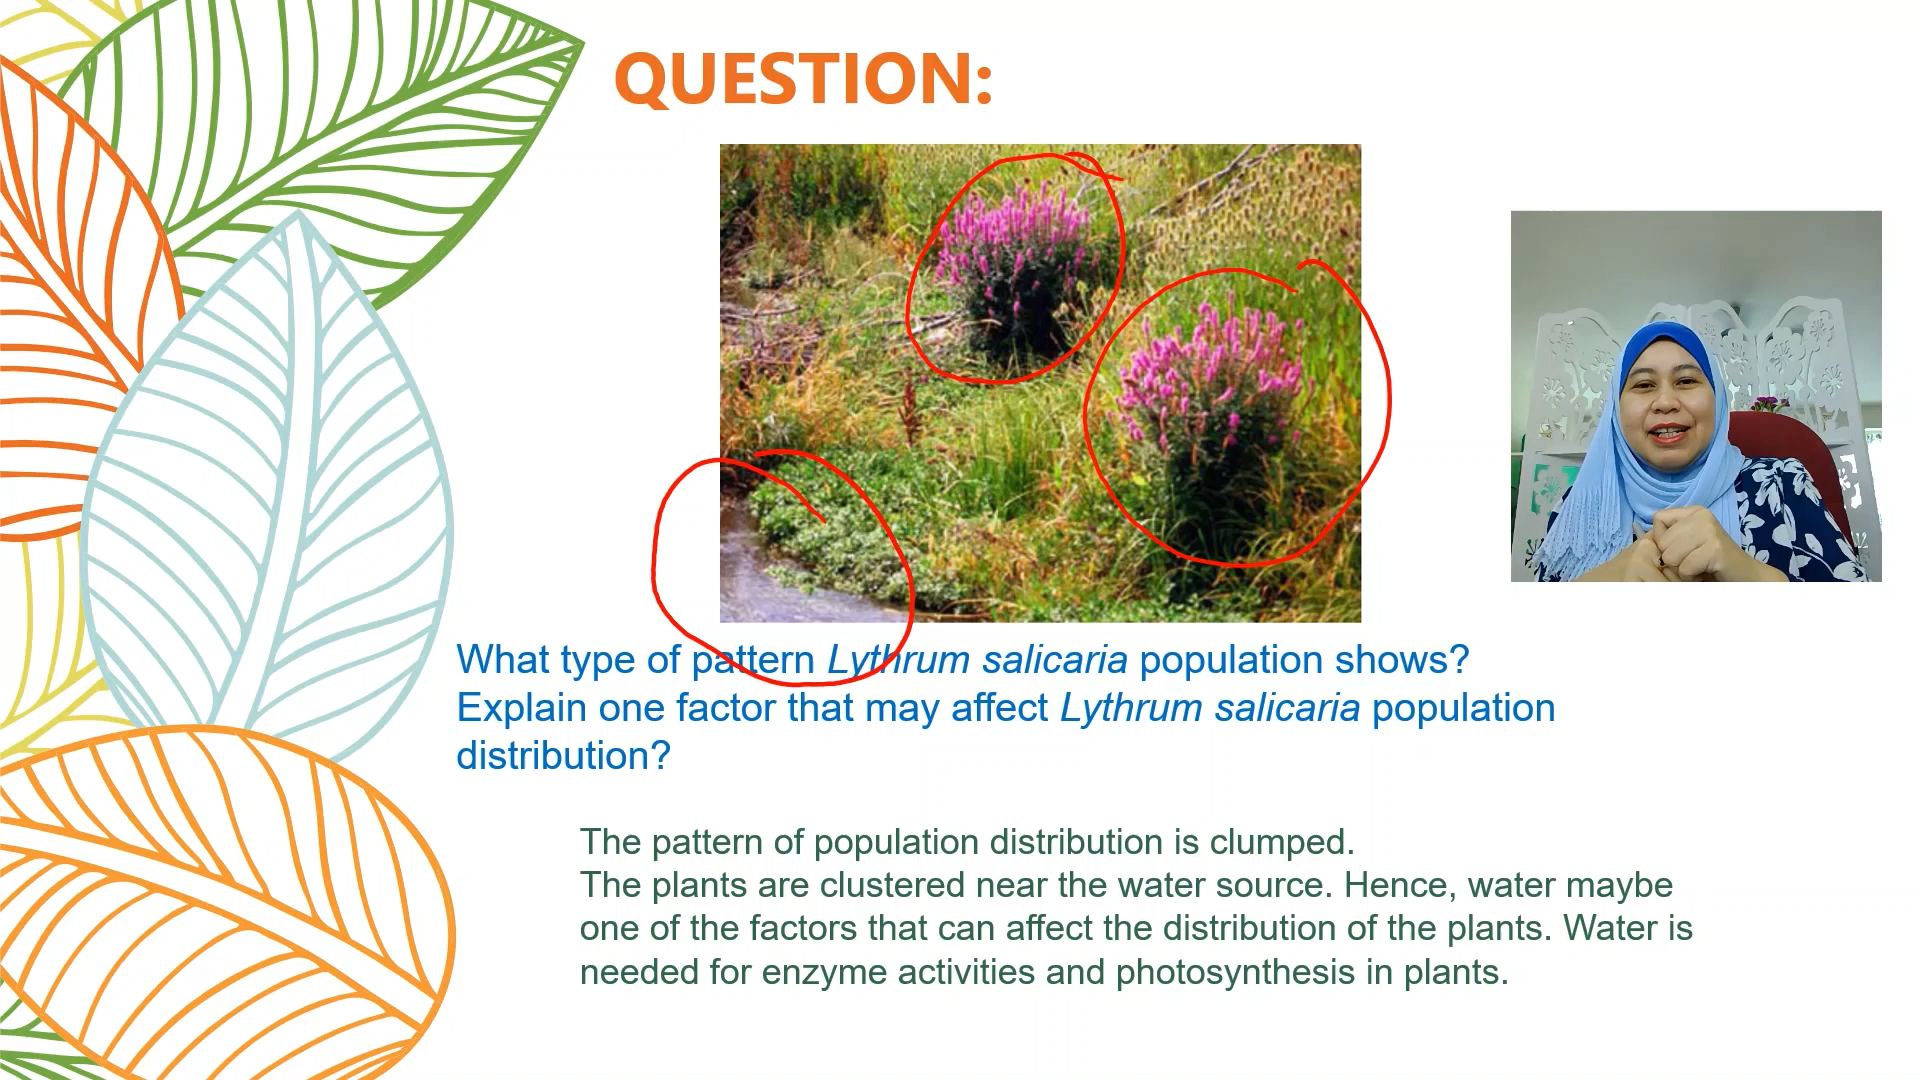 QUESTION:
What type of pattern Lythrum salicaria population shows?
Explain one factor that may affect Lythrum salicaria population
distribution?
The pattern of population distribution is clumped.
The plants are clustered near the water source. Hence, water maybe
one of the factors that can affect the distribution of the plants. Water is
needed for enzyme activities and photosynthesis in plants.